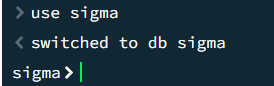 > use sigma
< switched to db sigma
sigma>